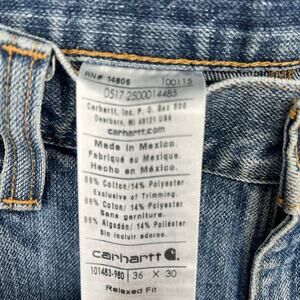 RN# 14806 100115
0517 2500014485
Carhartt, Inc. P.O. Box 600
Dearborn, MI 48121 USA
carhartt.com
Made in Mexico.
Fabriqué au Mexique
Hecho en México
86% Cotton/14% Polyester
Exclusive of Trimming.
86% Coton/14% Polyester
Sans garniture.
86% Algodon/14% Poliéster
Sin incluir adorno.
carhartt
101483-980 36 X 30
Relaxed Fit